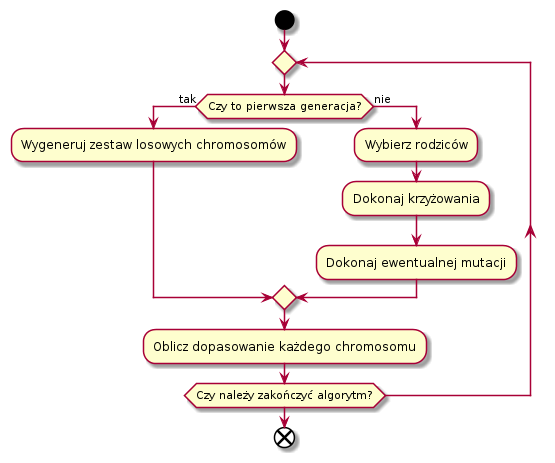 Czy to pierwsza generacja?
tak
nie
Wygeneruj zestaw losowych chromosomów
Wybierz rodziców
Dokonaj krzyżowania
Dokonaj ewentualnej mutacji
Oblicz dopasowanie każdego chromosomu
Czy należy zakończyć algorytm?